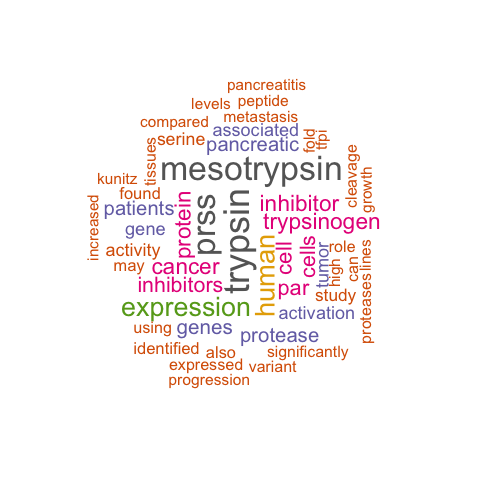 pancreatitis
levels peptide
metastasis
compared associated fold tfpi
serine pancreatic
tissues
mesotrypsin cleavage
kunitz
found inhibitor growth
increased patients protein prss trypsin trypsinogen
gene human cell cells tumor role
activity high can lines
may cancer
inhibitors par study proteases
expression activation
using genes protease
identified also significantly
expressed variant
progression